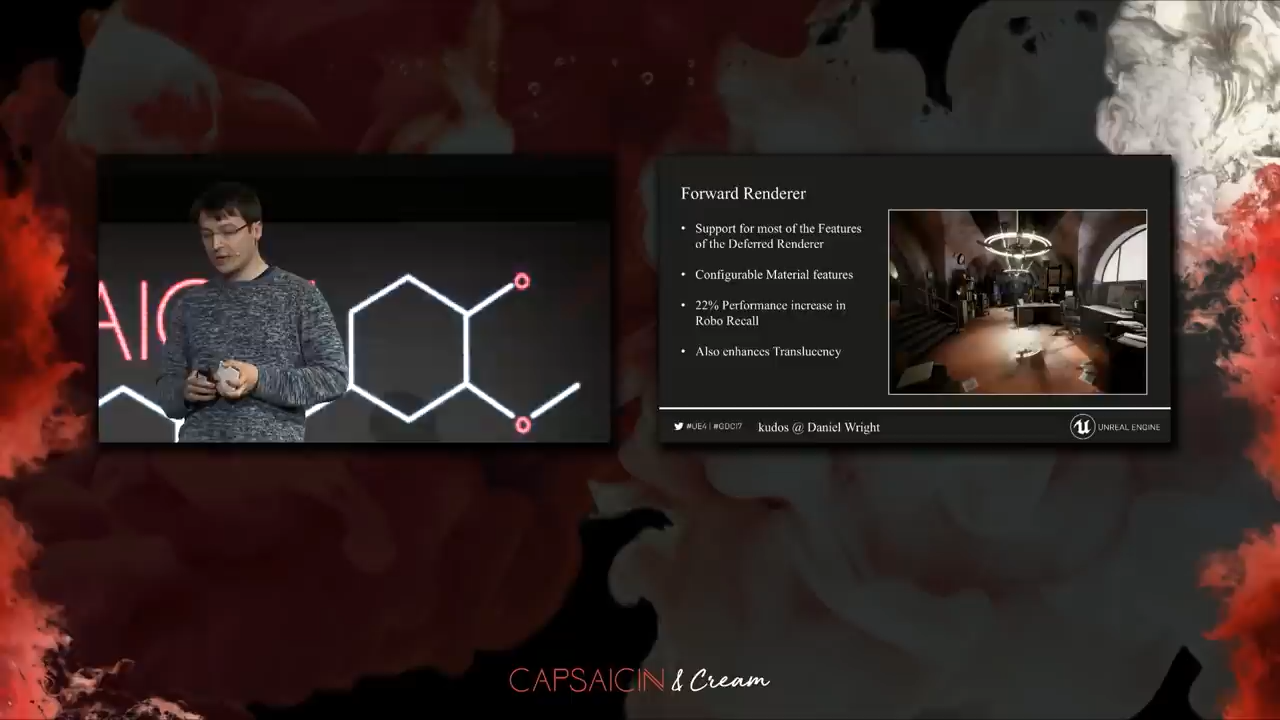 AIC
O
O
Forward Renderer
• Support for most of the Features
of the Deferred Renderer
• Configurable Material features
• 22% Performance increase in
Robo Recall
• Also enhances Translucency
#UE4 | #GDC17
kudos @ Daniel Wright
UNREAL ENGINE
CAPSAICIN & Cream